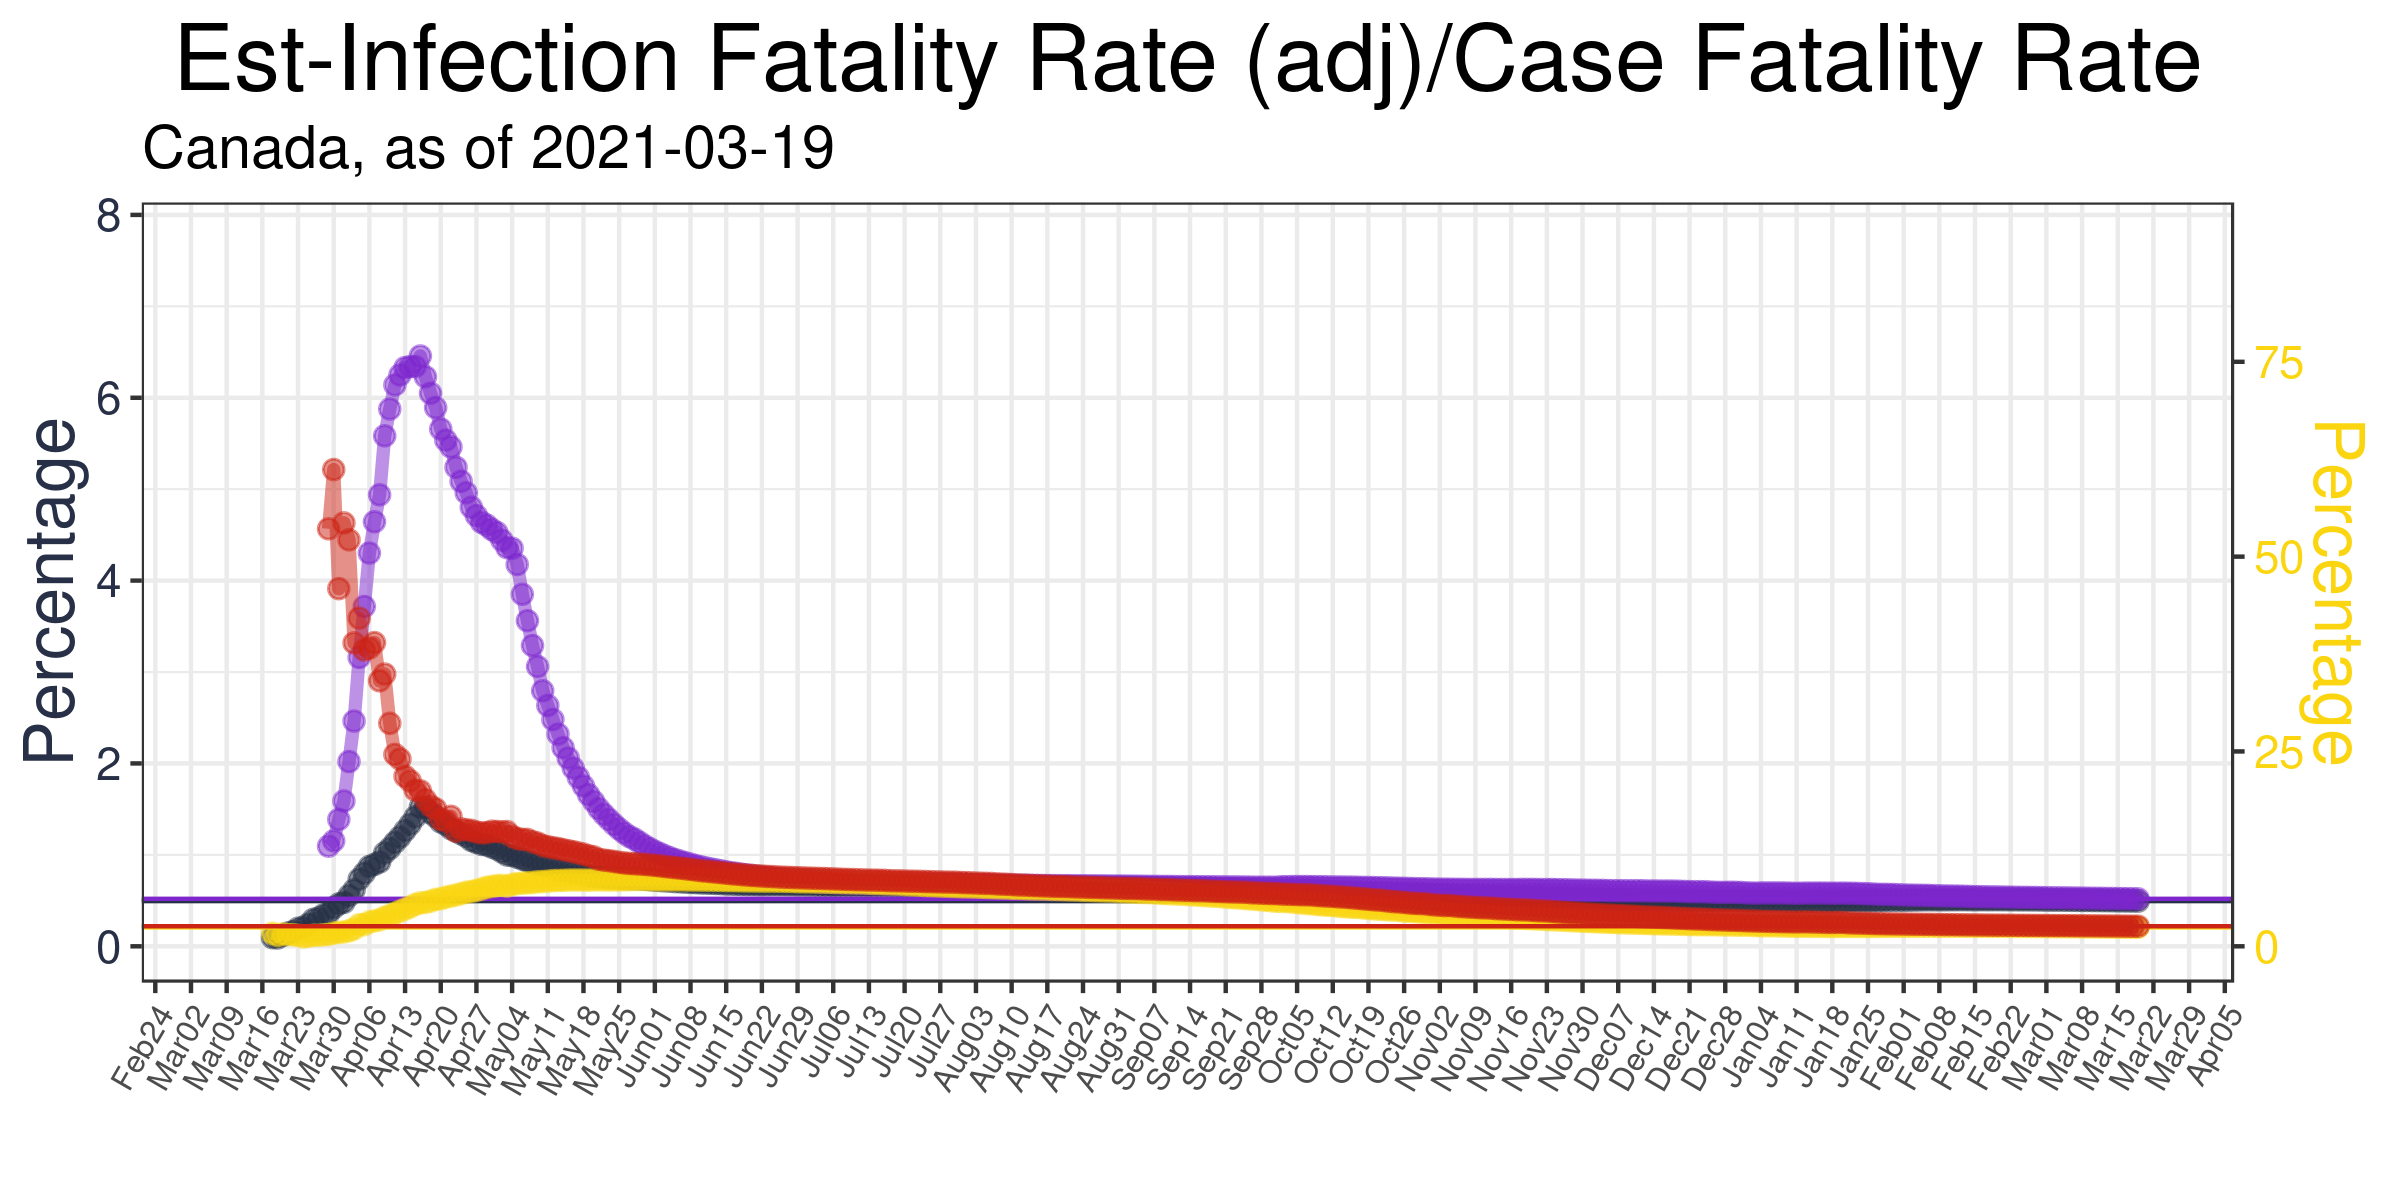 Est-Infection Fatality Rate (adj)/Case Fatality Rate
Canada, as of 2021-03-19
8
6
4
2
0
Percentage
75
50
25
0
Percentage
Feb24
Mar02
Mar09
Mar16
Mar23
Mar30
Apr06
Apr13
Apr20
Apr27
May04
May11
May18
May25
Jun01
Jun08
Jun15
Jun22
Jun29
Jul06
Jul13
Jul20
Jul27
Aug03
Aug10
Aug17
Aug24
Aug31
Sep07
Sep14
Sep21
Sep28
Oct05
Oct12
Oct19
Oct26
Nov02
Nov09
Nov16
Nov23
Nov30
Dec07
Dec14
Dec21
Dec28
Jan04
Jan11
Jan18
Jan25
Feb01
Feb08
Feb15
Feb22
Mar01
Mar08
Mar15
Mar22
Mar29
Apr05